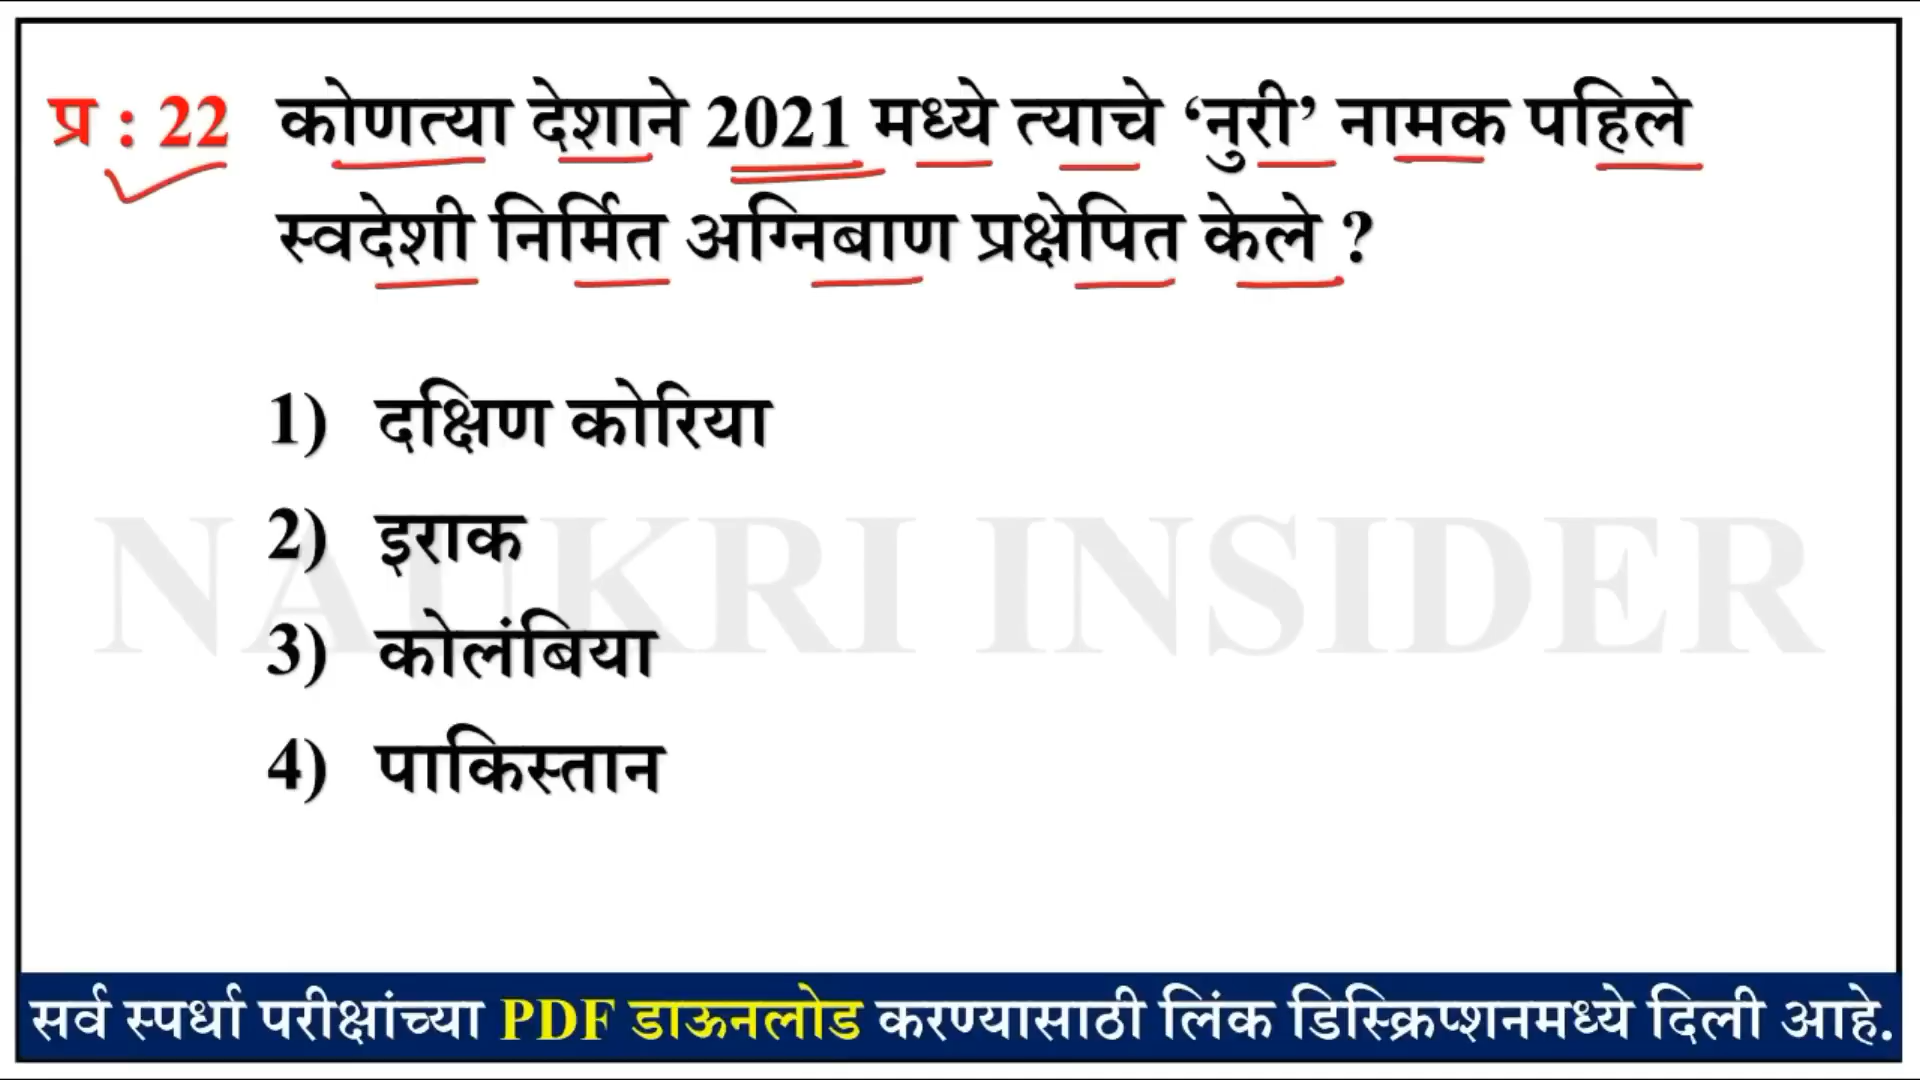 प्र : 22 कोणत्या देशाने 2021 मध्ये त्याचे ‘नुरी’ नामक पहिले
स्वदेशी निर्मित अग्निबाण प्रक्षेपित केले ?
1) दक्षिण कोरिया
2) इराक
3) कोलंबिया
4) पाकिस्तान
NAUKRI INSIDER
सर्व स्पर्धा परीक्षांच्या PDF डाऊनलोड करण्यासाठी लिंक डिस्क्रिप्शनमध्ये दिली आहे.